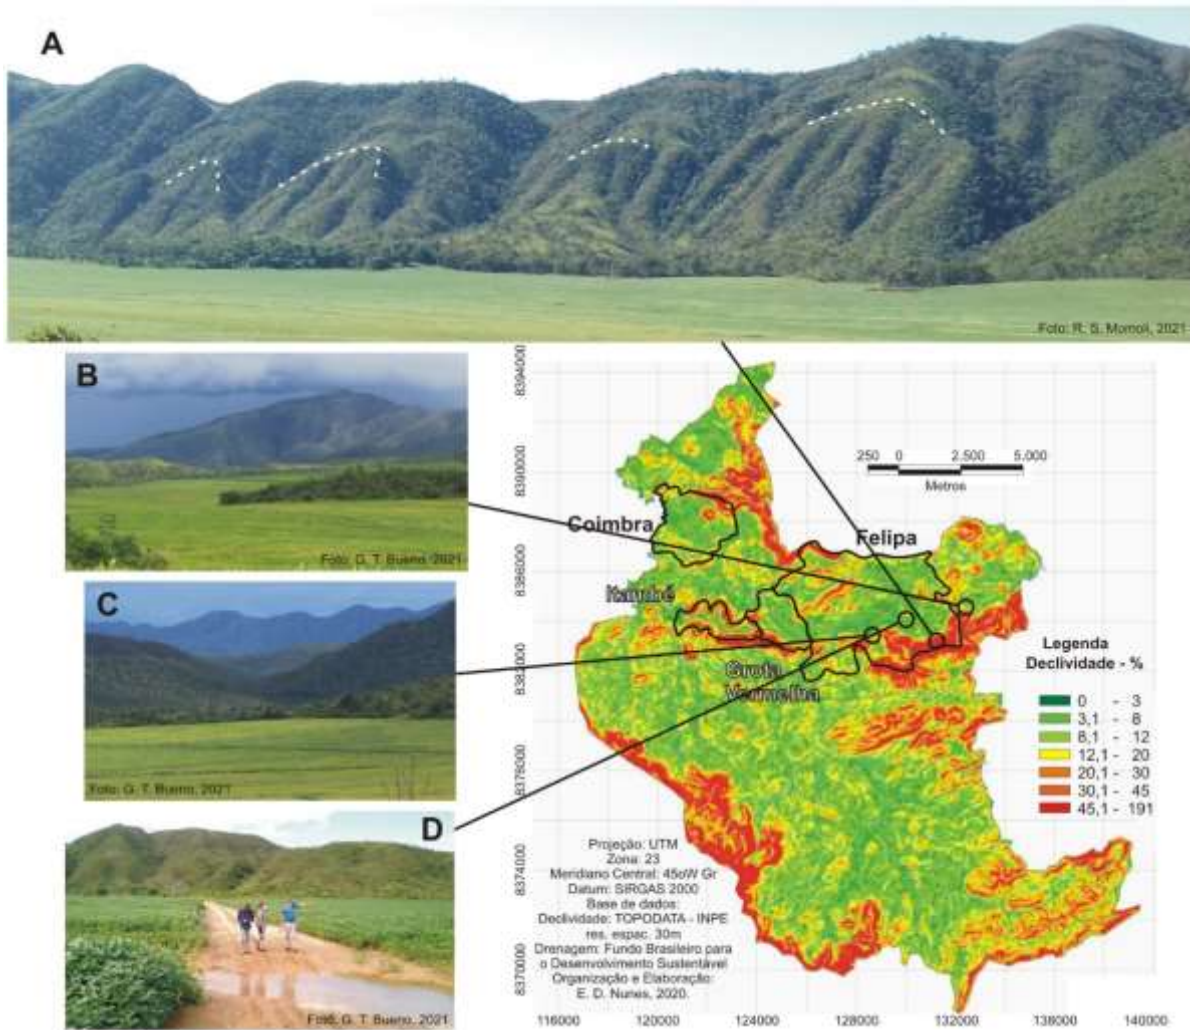 A
Foto: R. S. Momoli, 2021
B
Foto: G. T. Bueno, 2021
C
Foto: G. T. Bueno, 2021
D
Foto, G. T. Bueno, 2021
8394000
8390000
8386000
8382000
8378000
8374000
8370000
250 0 2.500 5.000
Metros
Coimbra
Felipa
Itambé
Grota
Vermelha
Legenda
Declividade - %
0 - 3
3,1 - 8
8,1 - 12
12,1 - 20
20,1 - 30
30,1 - 45
45,1 - 191
Projeção: UTM
Zona: 23
Meridiano Central: 45oW Gr
Datum: SIRGAS 2000
Base de dados:
Declividade: TOPODATA - INPE
res. espac. 30m
Drenagem: Fundo Brasileiro para
o Desenvolvimento Sustentável
Organização e Elaboração:
E. D. Nunes, 2020.
116000 120000 124000 128000 132000 136000 140000